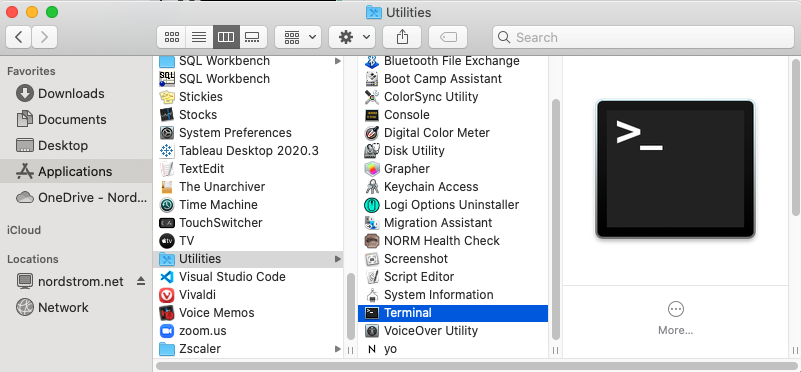 Utilities
Search
Favorites
Downloads
Documents
Desktop
Applications
OneDrive - Nord...
iCloud
Locations
nordstrom.net
Network
SQL Workbench
SQL Workbench
Stickies
Stocks
System Preferences
Tableau Desktop 2020.3
TextEdit
The Unarchiver
Time Machine
TouchSwitcher
TV
Utilities
Visual Studio Code
Vivaldi
Voice Memos
zoom.us
Zscaler
Bluetooth File Exchange
Boot Camp Assistant
ColorSync Utility
Console
Digital Color Meter
Disk Utility
Grapher
Keychain Access
Logi Options Uninstaller
Migration Assistant
NORM Health Check
Screenshot
Script Editor
System Information
Terminal
VoiceOver Utility
yo
>_
More...